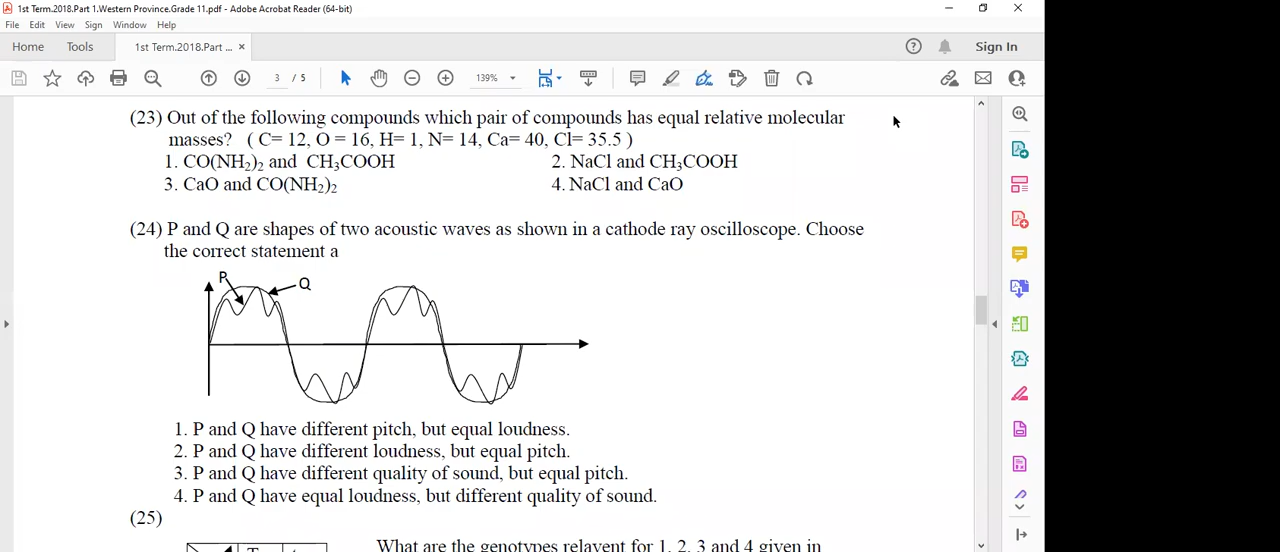 1st Term.2018.Part 1.Western Province.Grade 11.pdf - Adobe Acrobat Reader (64-bit)
File Edit View Sign Window Help
Home Tools 1st Term.2018.Part ... × Sign In
3 / 5 139%
(23) Out of the following compounds which pair of compounds has equal relative molecular
masses? ( C= 12, O = 16, H= 1, N= 14, Ca= 40, Cl= 35.5 )
1. CO(NH₂)₂ and CH₃COOH 2. NaCl and CH₃COOH
3. CaO and CO(NH₂)₂ 4. NaCl and CaO
(24) P and Q are shapes of two acoustic waves as shown in a cathode ray oscilloscope. Choose
the correct statement a
P
Q
1. P and Q have different pitch, but equal loudness.
2. P and Q have different loudness, but equal pitch.
3. P and Q have different quality of sound, but equal pitch.
4. P and Q have equal loudness, but different quality of sound.
(25)
What are the genotypes relavent for 1, 2, 3 and 4 given in